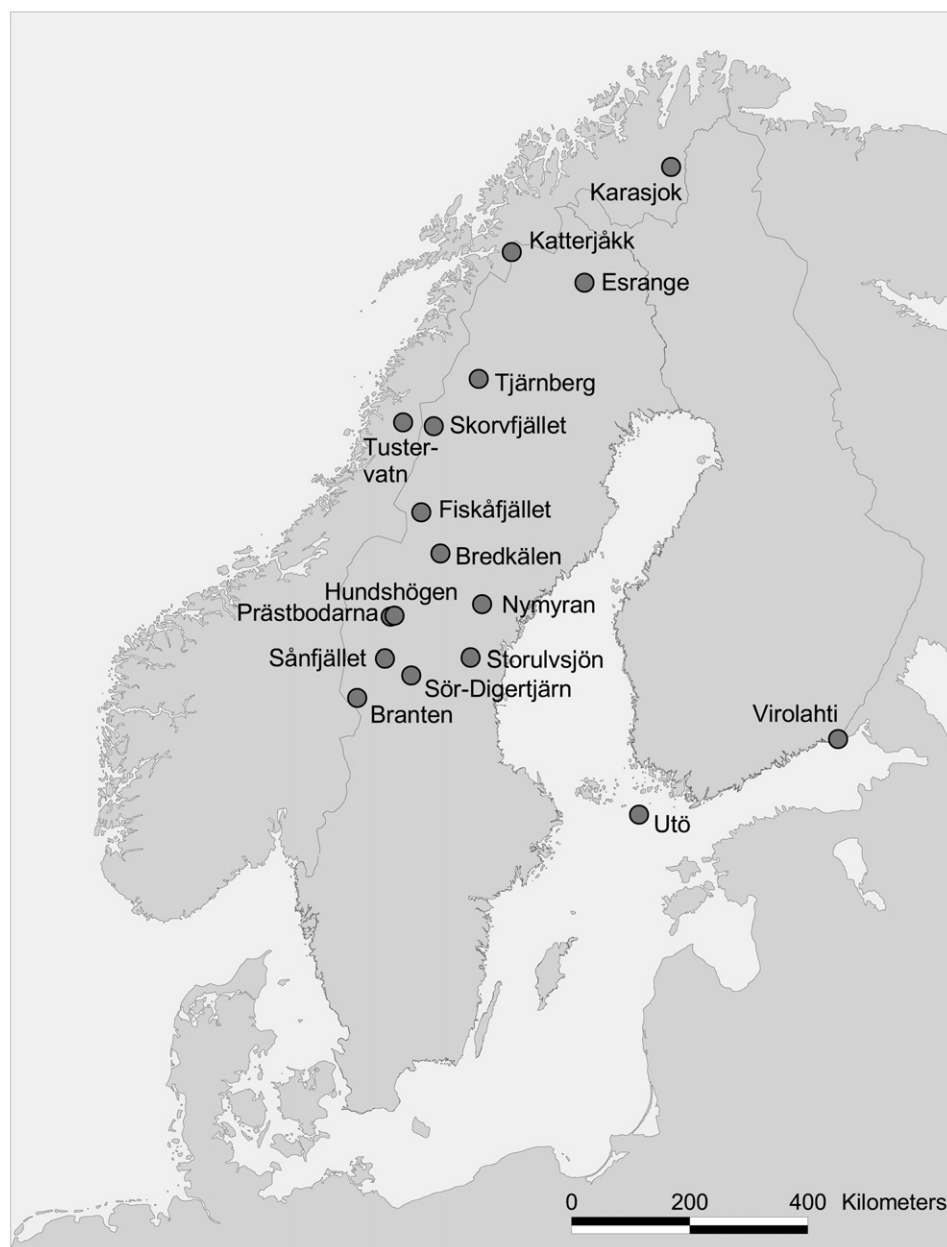 Karasjok
Katterjåkk
Esrange
Tjärnberg
Skorvfjället
Tuster-
vatn
Fiskåfjället
Bredkälen
Hundshögen
Nymyran
Prästbodarna
Sånfjället
Storulvsjön
Sör-Digertjärn
Branten
Virolahti
Utö
0 200 400 Kilometers